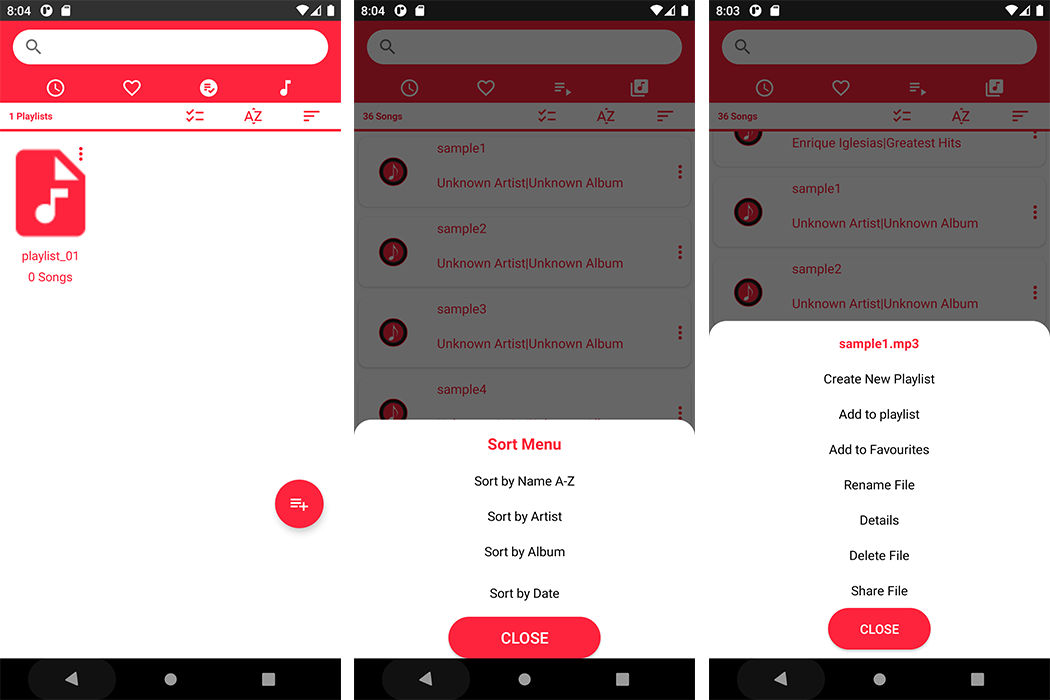 8:04
1 Playlists
AZ
playlist_01
0 Songs
8:04
36 Songs
AZ
sample1
Unknown Artist|Unknown Album
sample2
Unknown Artist|Unknown Album
sample3
Unknown Artist|Unknown Album
sample4
Sort Menu
Sort by Name A-Z
Sort by Artist
Sort by Album
Sort by Date
CLOSE
8:03
36 Songs
AZ
Enrique Iglesias|Greatest Hits
sample1
Unknown Artist|Unknown Album
sample2
Unknown Artist|Unknown Album
sample1.mp3
Create New Playlist
Add to playlist
Add to Favourites
Rename File
Details
Delete File
Share File
CLOSE